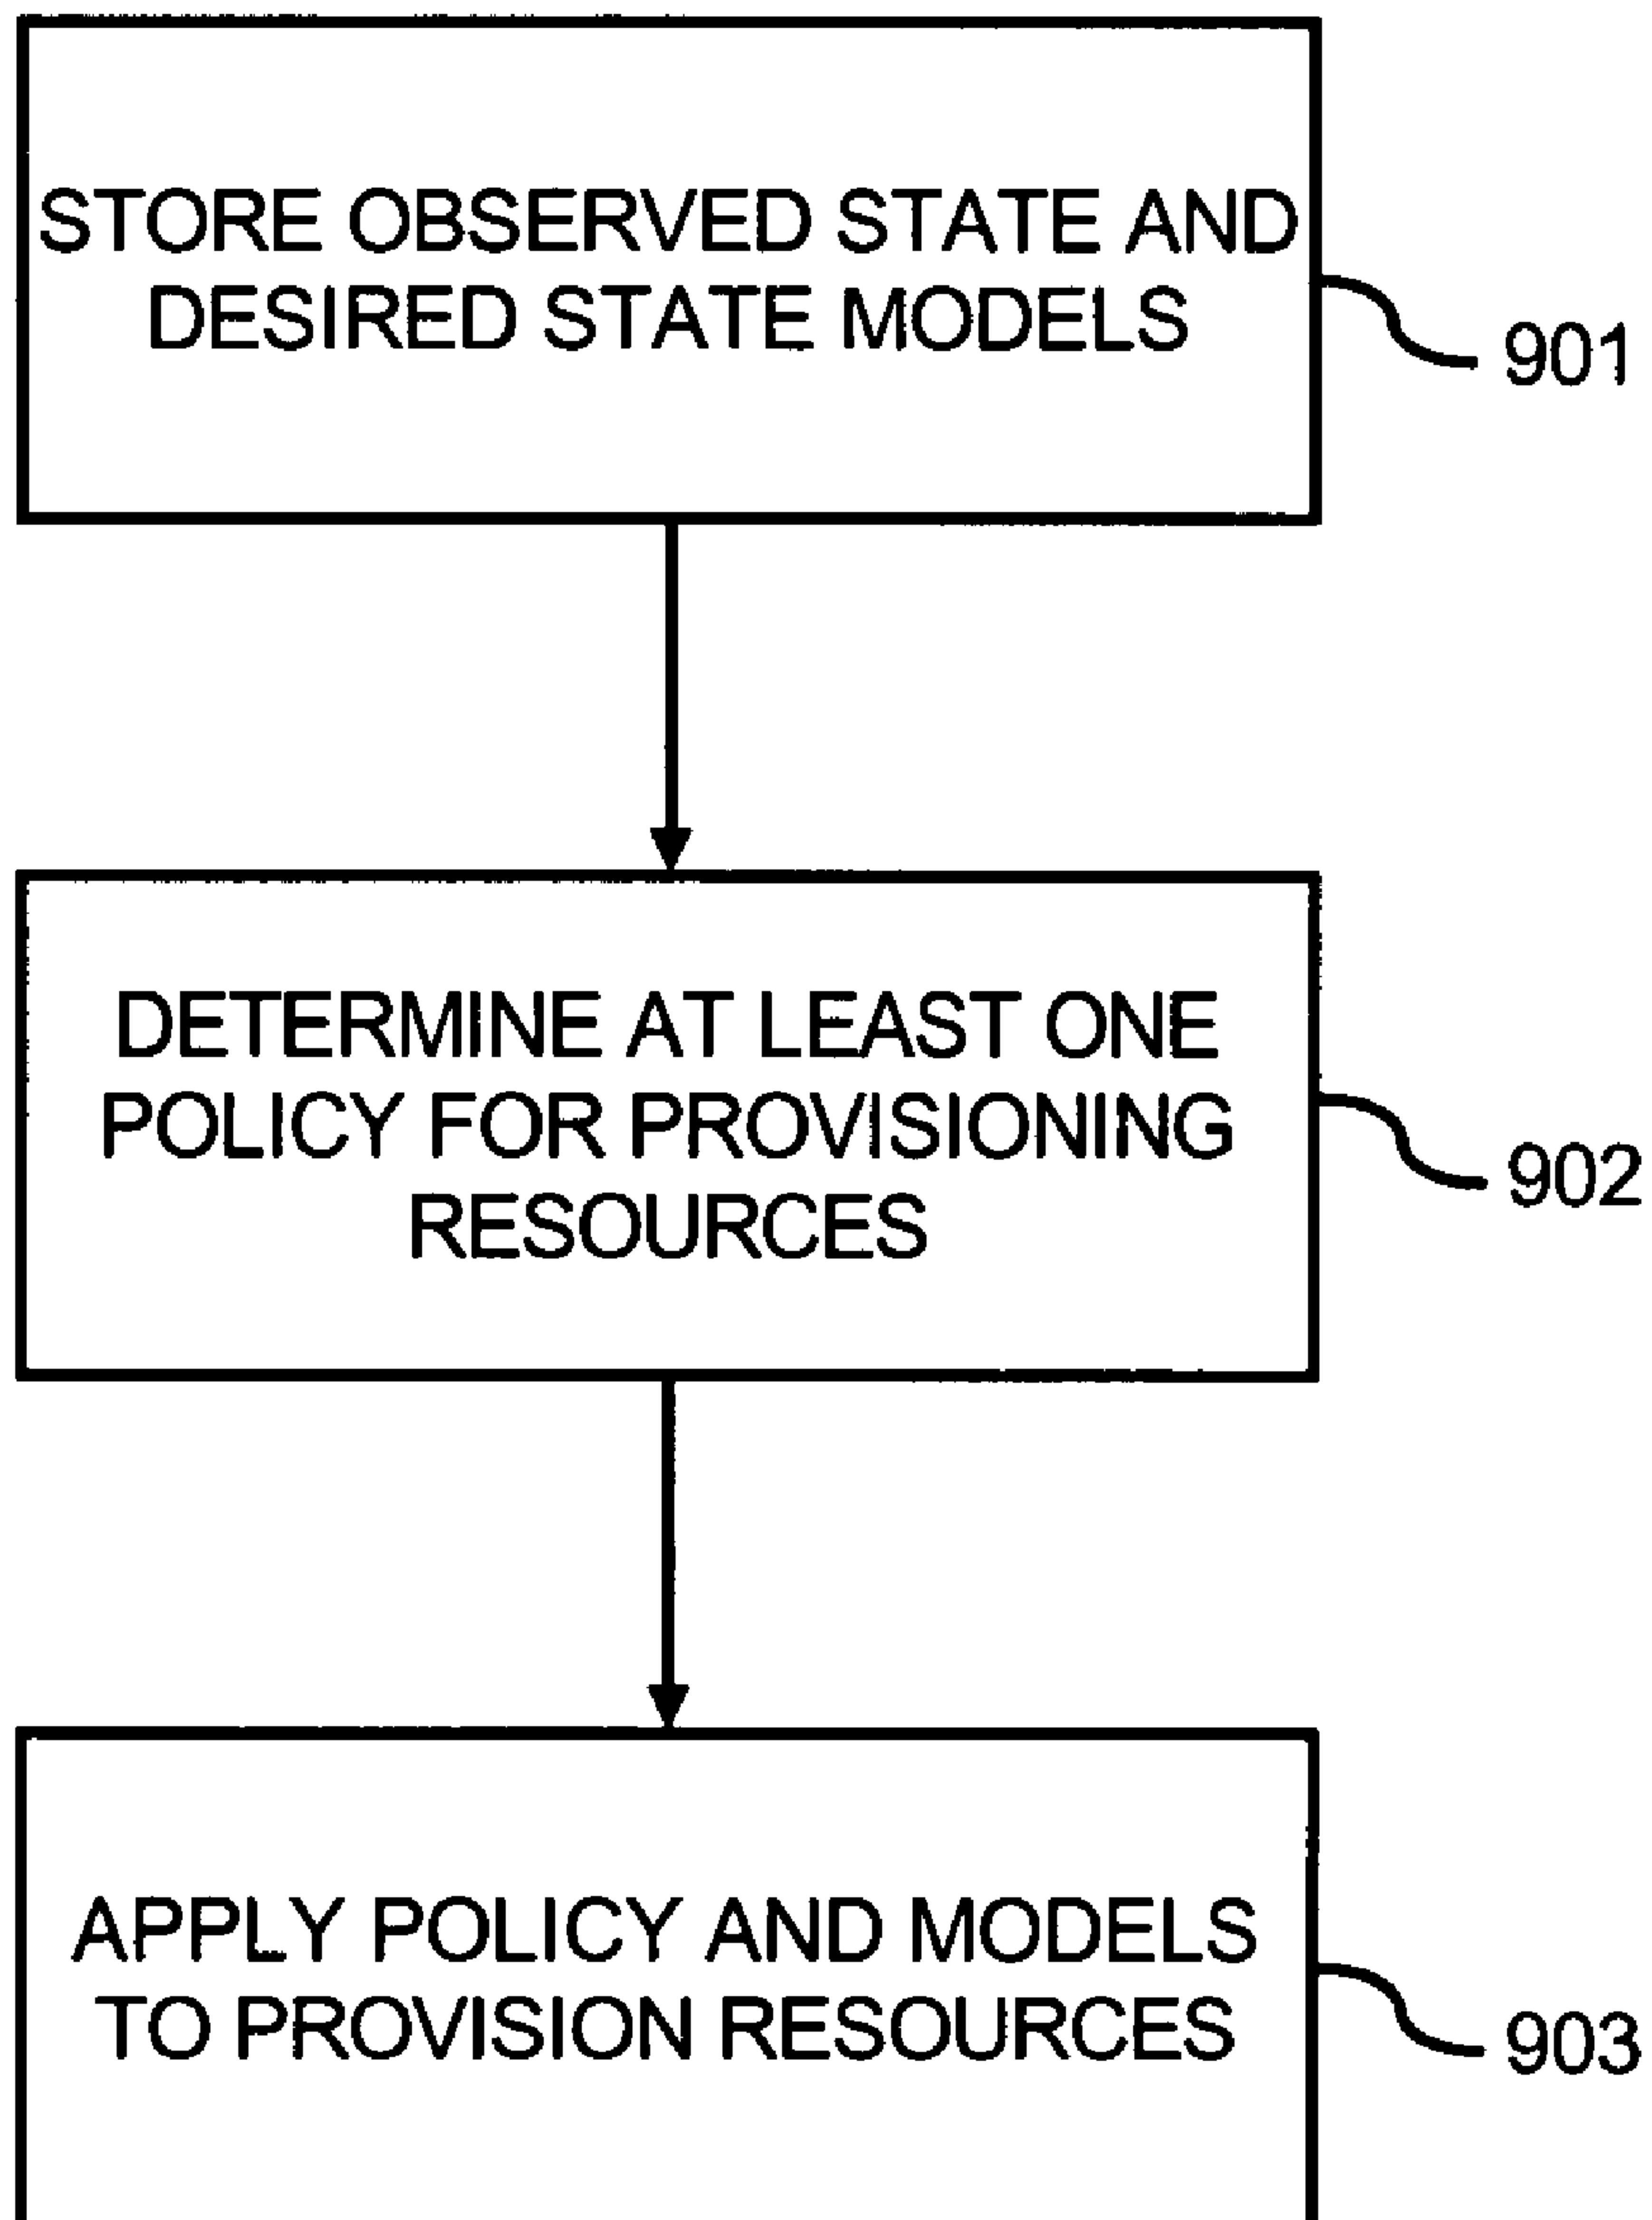 STORE OBSERVED STATE AND
DESIRED STATE MODELS
901
DETERMINE AT LEAST ONE
POLICY FOR PROVISIONING
RESOURCES
902
APPLY POLICY AND MODELS
TO PROVISION RESOURCES
903